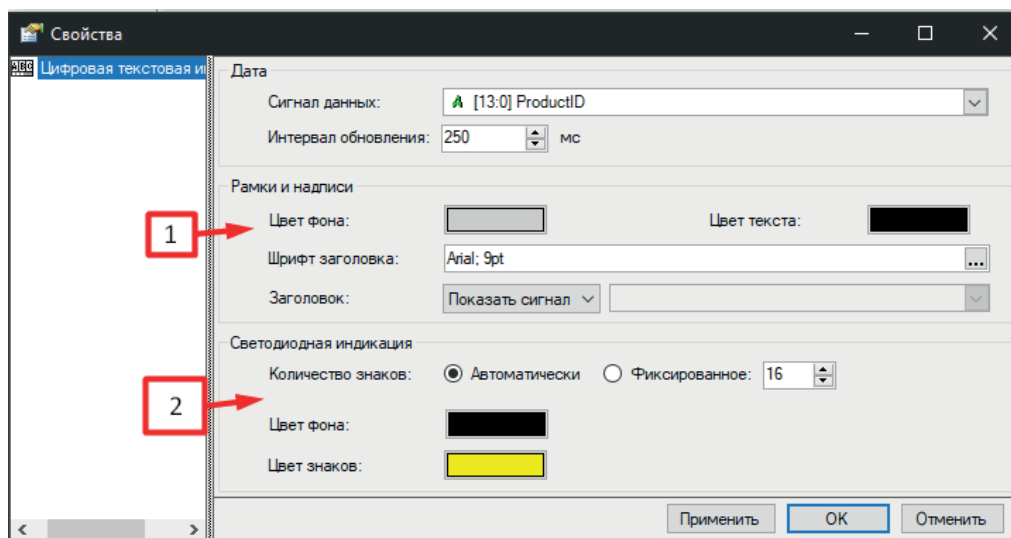 Свойства
Цифровая текстовая и
Дата
Сигнал данных: [13:0] ProductID
Интервал обновления: 250 мс
Рамки и надписи
1
Цвет фона: Цвет текста:
Шрифт заголовка: Arial; 9pt ...
Заголовок: Показать сигнал
Светодиодная индикация
Количество знаков: Автоматически Фиксированное: 16
2
Цвет фона:
Цвет знаков:
Применить OK Отменить